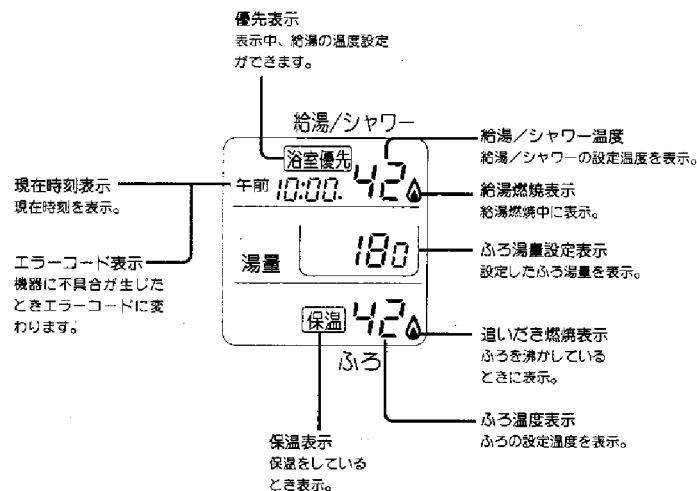 優先表示
表示中、給湯の温度設定
ができます。
給湯/シャワー
浴室優先
42
午前 10:00.
現在時刻表示
現在時刻を表示。
エラーコード表示
機器に不具合が生じた
ときエラーコードに変
わります。
湯量
180
保温
42
ふろ
給湯/シャワー温度
給湯/シャワーの設定温度を表示。
給湯燃焼表示
給湯燃焼中に表示。
ふろ湯量設定表示
設定したふろ湯量を表示。
追いだき燃焼表示
ふろを沸かしている
ときに表示。
ふろ温度表示
ふろの設定温度を表示。
保温表示
保温をしている
とき表示。